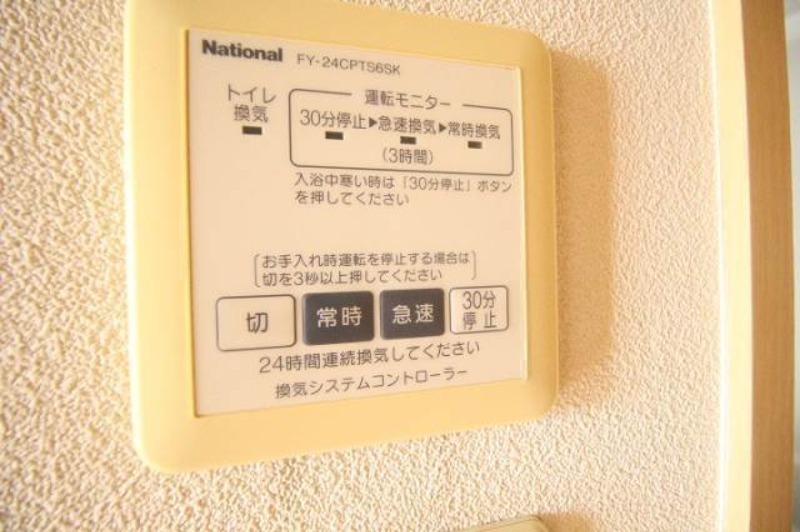 National FY-24CPTS6SK
運転モニター
トイレ
換気
30分停止▶急速換気▶常時換気
(3時間)
入浴中寒い時は「30分停止」ボタン
を押してください
お手入れ時運転を停止する場合は
切を3秒以上押してください
切 常時 急速 30分
停止
24時間連続換気してください
換気システムコントローラー